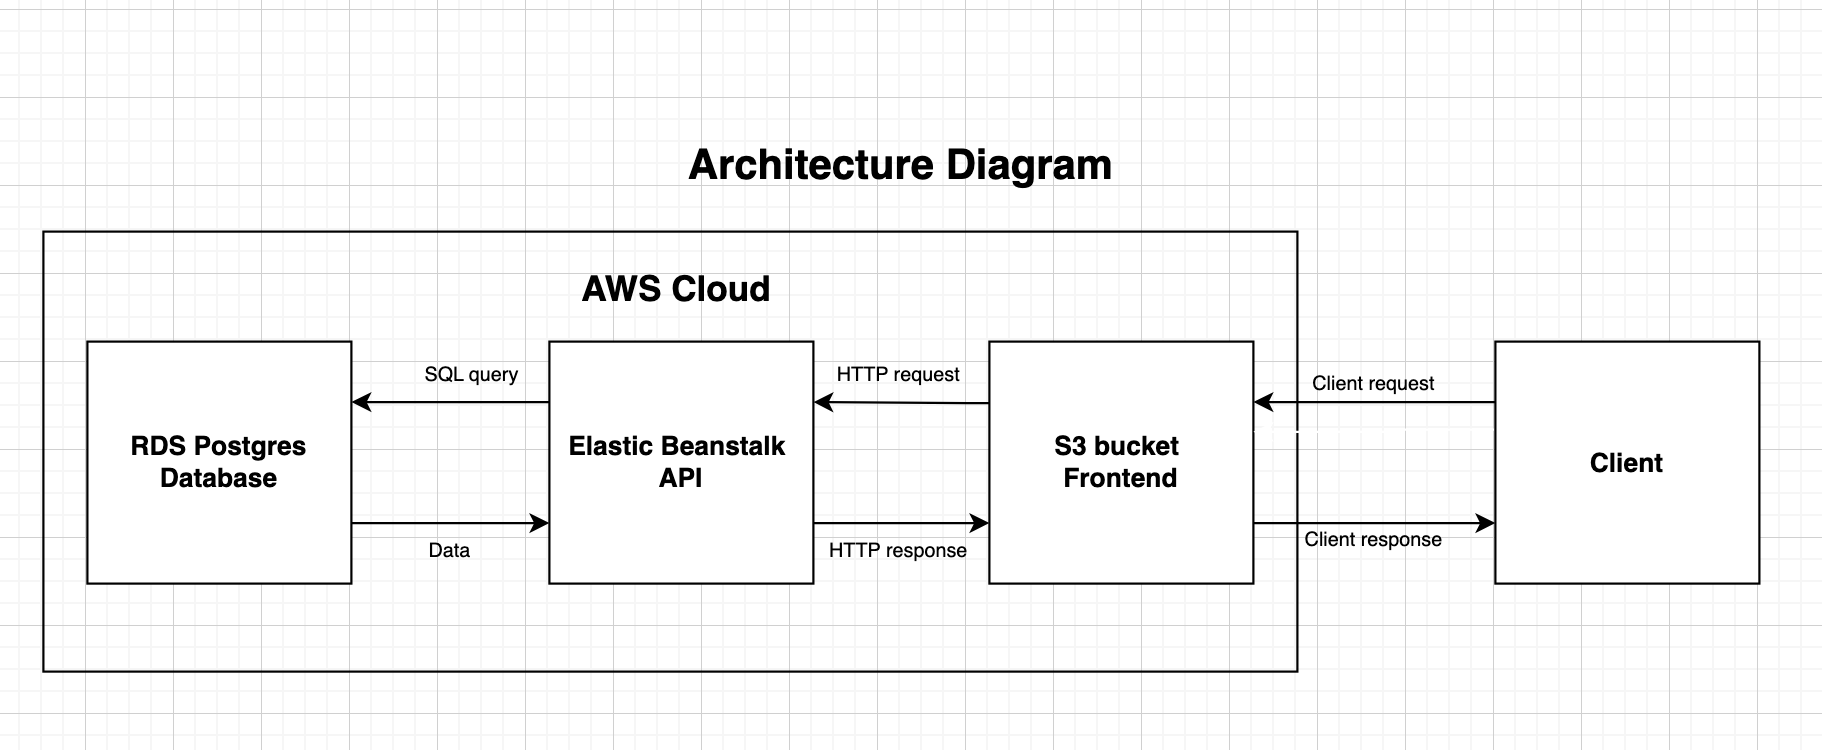 Architecture Diagram
AWS Cloud
SQL query
HTTP request
Client request
RDS Postgres
Database
Elastic Beanstalk
API
S3 bucket
Frontend
Client
Data
HTTP response
Client response